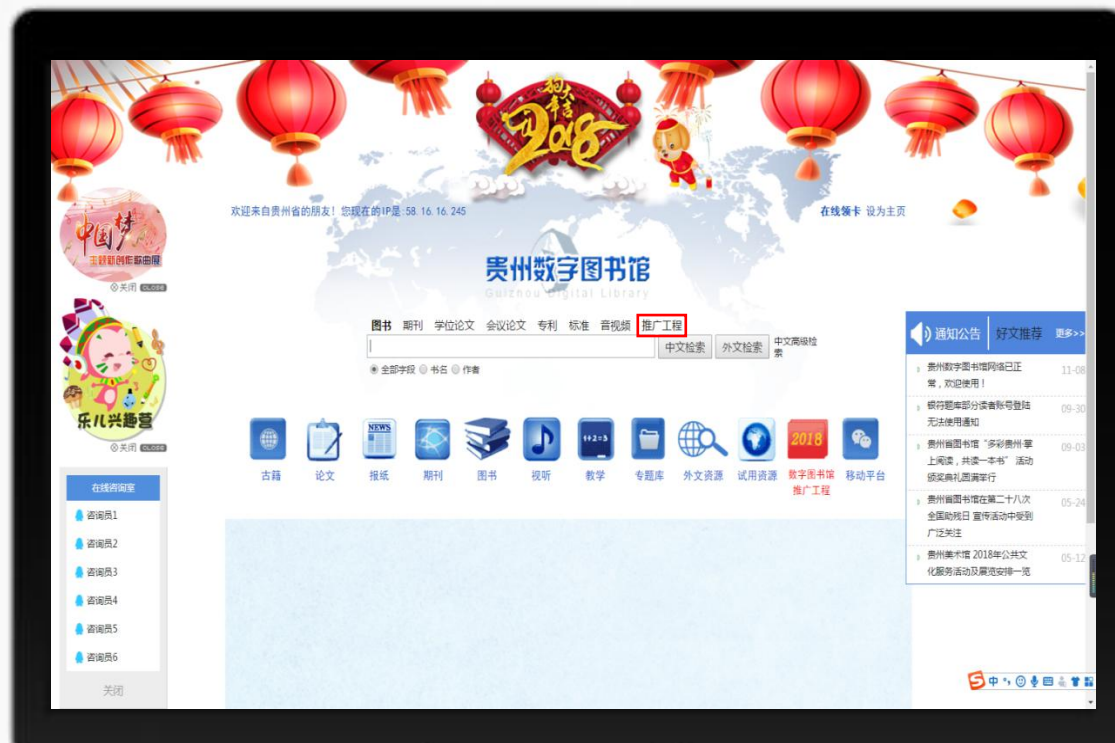 狗年大吉
2018
欢迎来自贵州省的朋友！您现在的IP是:58.16.16.245
在线领卡 设为主页
中国梦
主题新创作歌曲展
关闭 CLOSE
贵州数字图书馆
Guizhou Digital Library
图书 期刊 学位论文 会议论文 专利 标准 音视频 推广工程
中文检索 外文检索 中文高级检
索
全部字段 书名 作者
乐儿兴趣营
关闭 CLOSE
NEWS
1+2=3
2018
古籍 论文 报纸 期刊 图书 视听 教学 专题库 外文资源 试用资源 数字图书馆 移动平台
推广工程
通知公告 好文推荐 更多>>
贵州数字图书馆网络已正 11-08
常，欢迎使用！
银符题库部分读者账号登陆 09-30
无法使用通知
贵州省图书馆“多彩贵州·掌 09-03
上阅读，共读一本书” 活动
颁奖典礼圆满举行
贵州省图书馆在第二十八次 05-24
全国助残日 宣传活动中受到
广泛关注
贵州美术馆 2018年公共文 05-12
化服务活动及展览安排一览
在线咨询室
咨询员1
咨询员2
咨询员3
咨询员4
咨询员5
咨询员6
关闭
中